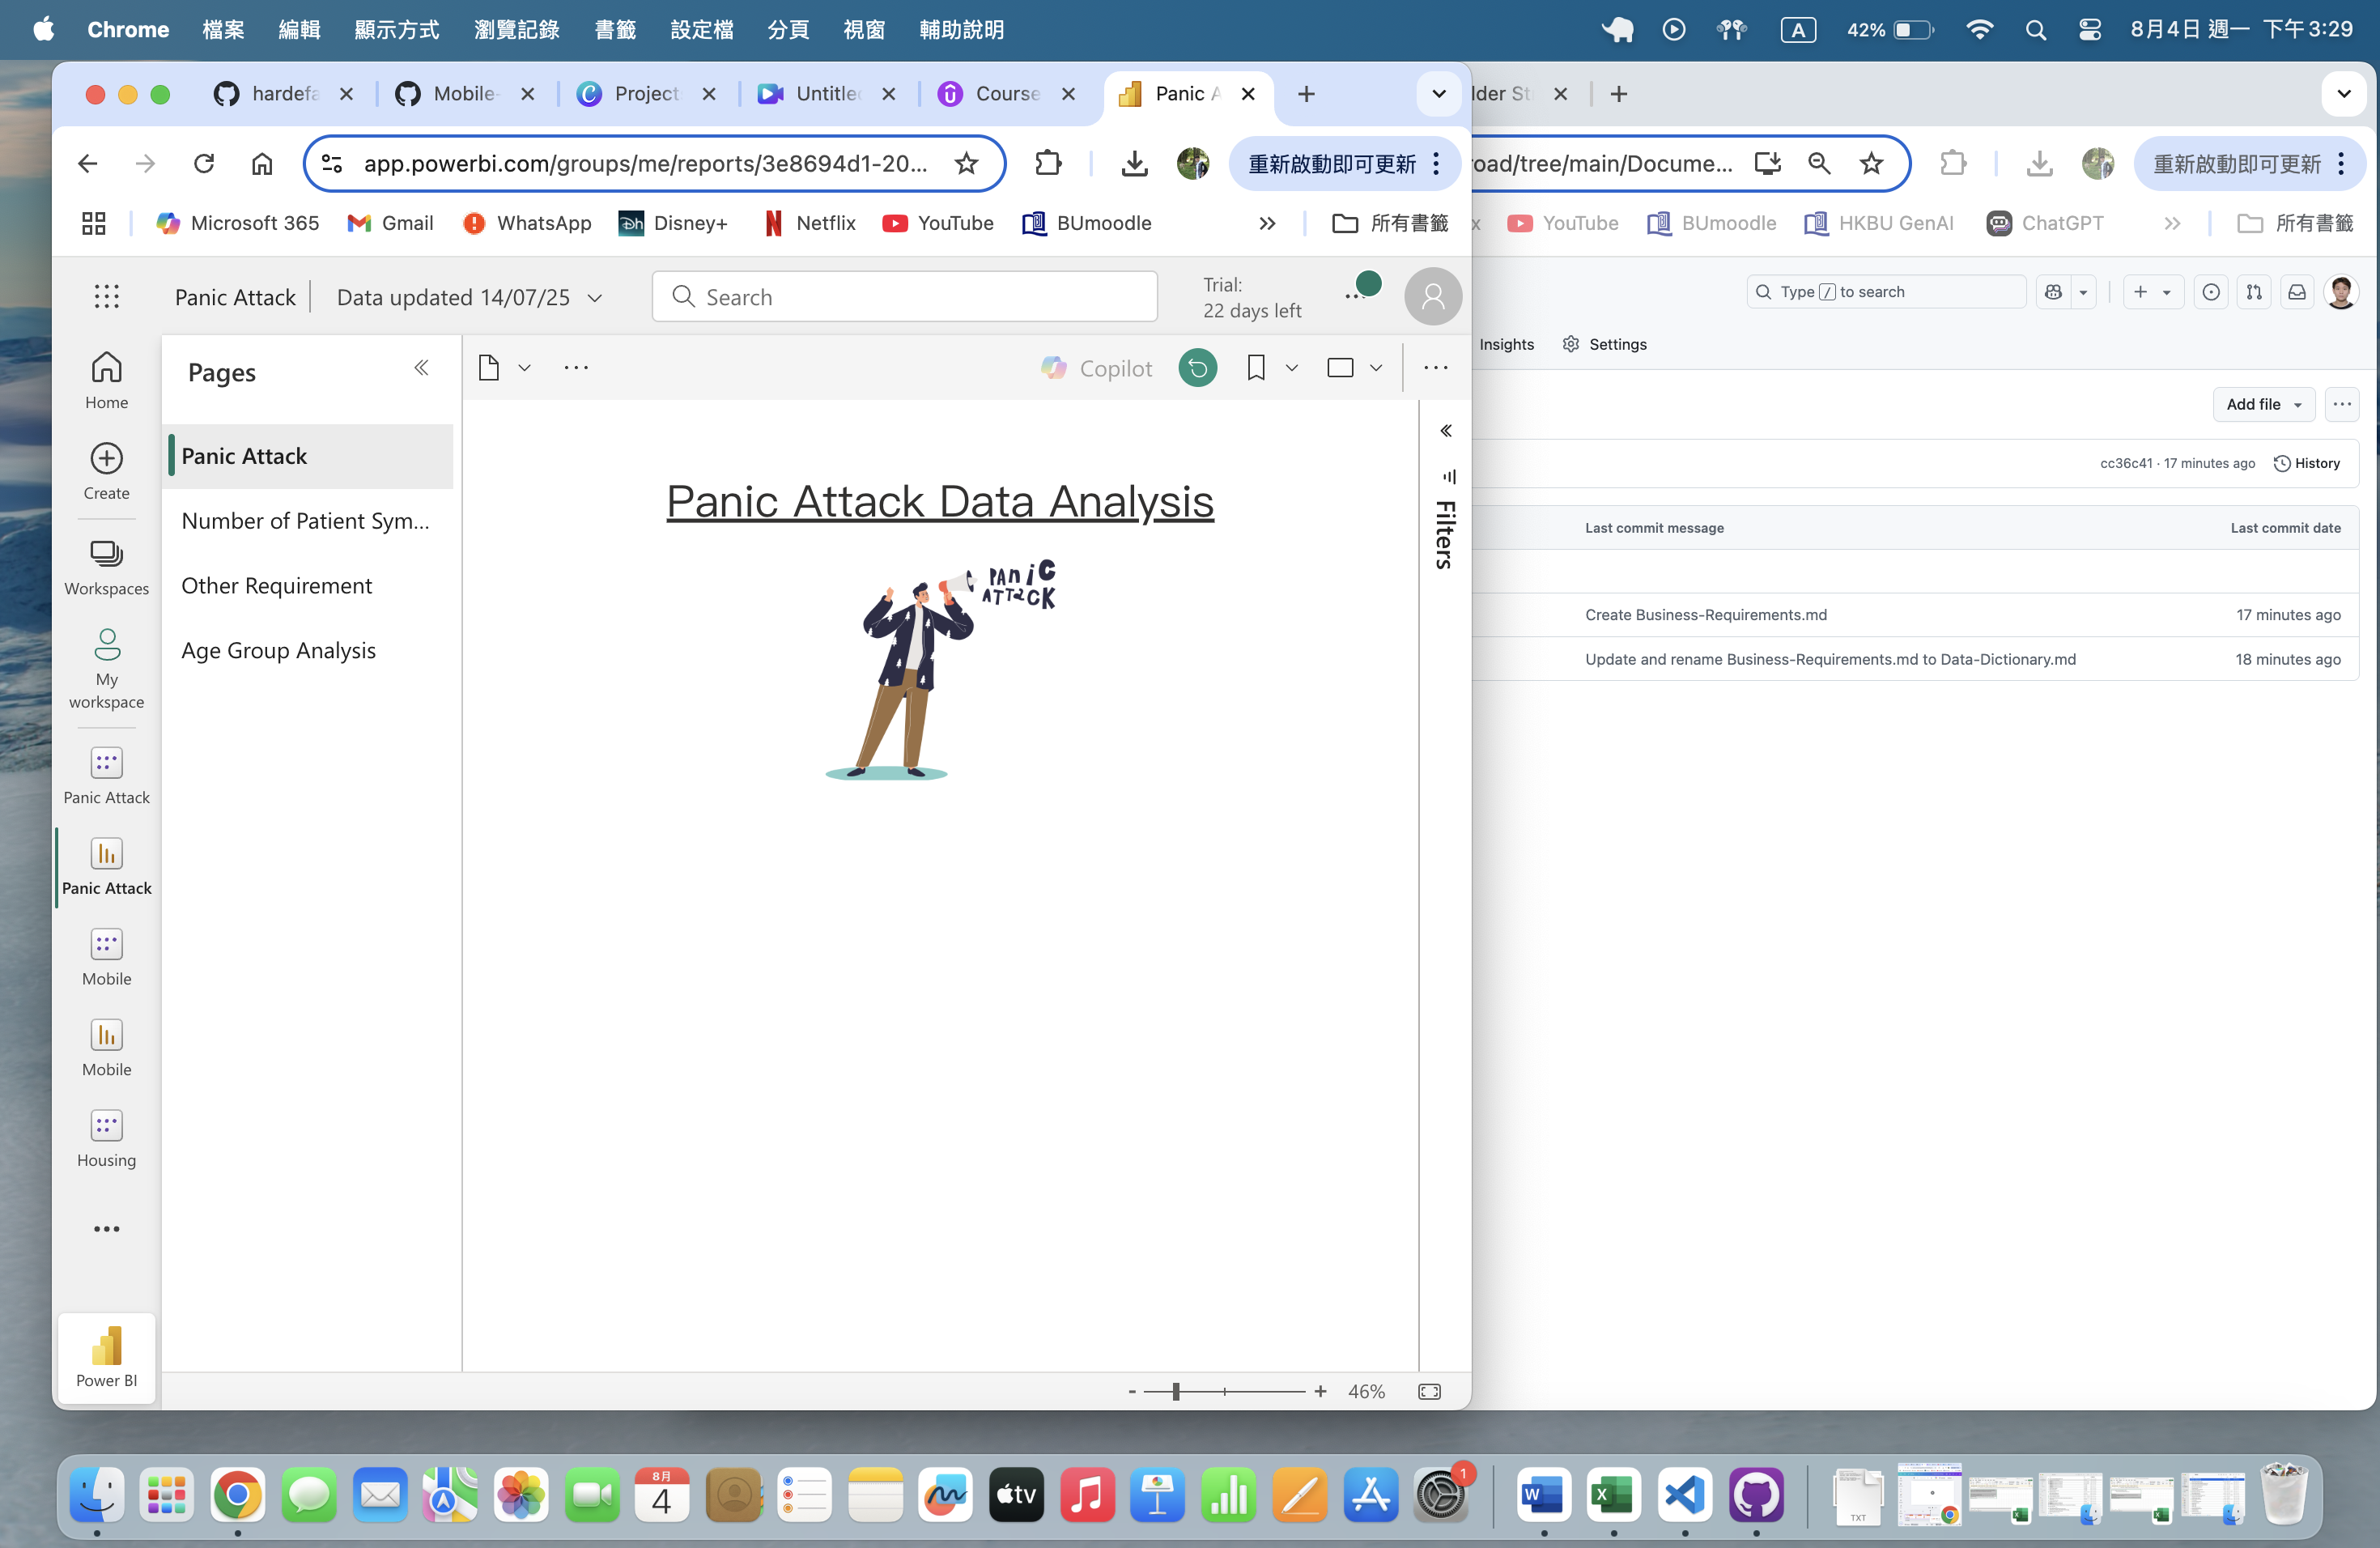 Chrome 檔案 編輯 顯示方式 瀏覽記錄 書籤 設定檔 分頁 視窗 輔助說明 A 42% 8月4日 週一 下午3:29
hardefa Mobile- Project Untitle Course Panic A
lder St
app.powerbi.com/groups/me/reports/3e8694d1-20... 重新啟動即可更新
oad/tree/main/Docume... 重新啟動即可更新
Microsoft 365 Gmail WhatsApp Disney+ Netflix YouTube BUmoodle 所有書籤
YouTube BUmoodle HKBU GenAI ChatGPT 所有書籤
Panic Attack Data updated 14/07/25 Search
Trial:
22 days left
Type / to search
Insights Settings
Home
Create
Workspaces
My
workspace
Panic Attack
Panic Attack
Mobile
Mobile
Housing
Power BI
Pages
Panic Attack
Number of Patient Sym...
Other Requirement
Age Group Analysis
Copilot
Panic Attack Data Analysis
PANIC
ATTACK
Filters
46%
Add file
cc36c41 · 17 minutes ago History
Last commit message Last commit date
Create Business-Requirements.md 17 minutes ago
Update and rename Business-Requirements.md to Data-Dictionary.md 18 minutes ago
8月
4
tv
1
W
X
TXT